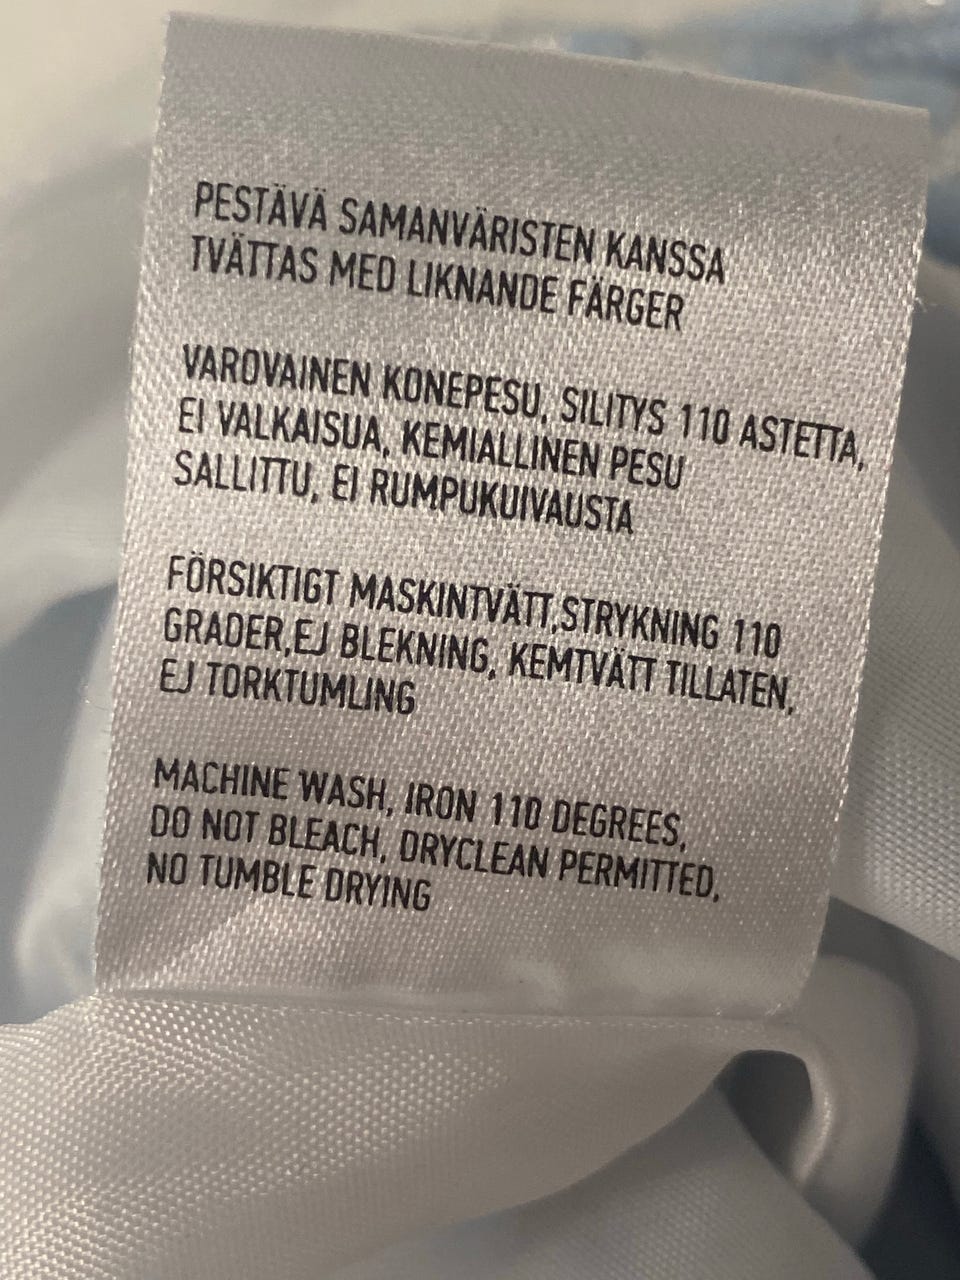 PESTÄVÄ SAMANVÄRISTEN KANSSA
TVÄTTAS MED LIKNANDE FÄRGER
VAROVAINEN KONEPESU, SILITYS 110 ASTETTA,
EI VALKAISUA, KEMIALLINEN PESU
SALLITTU, EI RUMPUKUIVAUSTA
FÖRSIKTIGT MASKINTVÄTT,STRYKNING 110
GRADER,EJ BLEKNING, KEMTVÄTT TILLATEN,
EJ TORKTUMLING
MACHINE WASH, IRON 110 DEGREES,
DO NOT BLEACH, DRYCLEAN PERMITTED,
NO TUMBLE DRYING